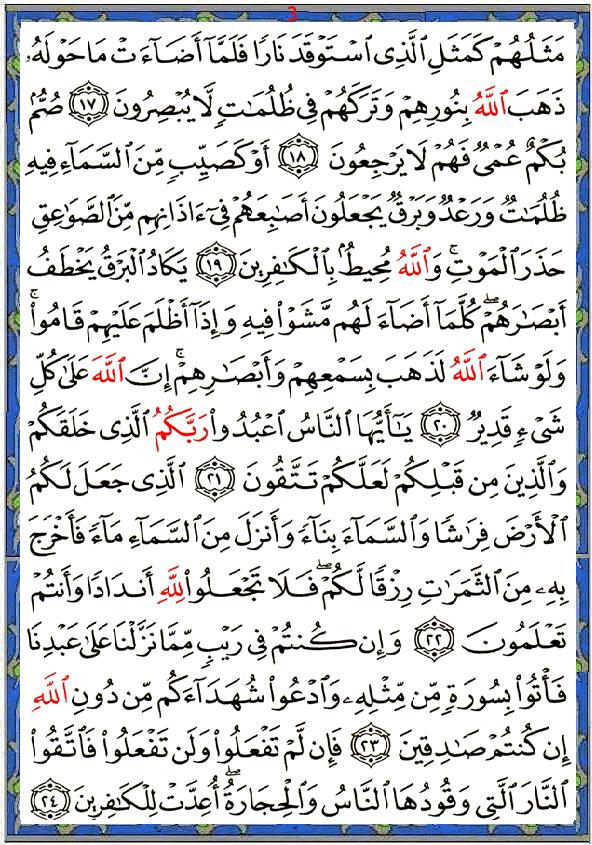 3
مَثَلُهُمْ كَمَثَلِ ٱلَّذِى ٱسْتَوْقَدَ نَارًا فَلَمَّآ أَضَآءَتْ مَا حَوْلَهُۥ
ذَهَبَ ٱللَّهُ بِنُورِهِمْ وَتَرَكَهُمْ فِى ظُلُمَٰتٍ لَّا يُبْصِرُونَ ١٧ صُمٌّۢ
بُكْمٌ عُمْىٌ فَهُمْ لَا يَرْجِعُونَ ١٨ أَوْ كَصَيِّبٍ مِّنَ ٱلسَّمَآءِ فِيهِ
ظُلُمَٰتٌ وَرَعْدٌ وَبَرْقٌ يَجْعَلُونَ أَصَٰبِعَهُمْ فِىٓ ءَاذَانِهِم مِّنَ ٱلصَّوَٰعِقِ
حَذَرَ ٱلْمَوْتِ ۚ وَٱللَّهُ مُحِيطٌۢ بِٱلْكَٰفِرِينَ ١٩ يَكَادُ ٱلْبَرْقُ يَخْطَفُ
أَبْصَٰرَهُمْ ۖ كُلَّمَآ أَضَآءَ لَهُم مَّشَوْا۟ فِيهِ وَإِذَآ أَظْلَمَ عَلَيْهِمْ قَامُوا۟ ۚ
وَلَوْ شَآءَ ٱللَّهُ لَذَهَبَ بِسَمْعِهِمْ وَأَبْصَٰرِهِمْ ۚ إِنَّ ٱللَّهَ عَلَىٰ كُلِّ
شَىْءٍ قَدِيرٌ ٢٠ يَٰٓأَيُّهَا ٱلنَّاسُ ٱعْبُدُوا۟ رَبَّكُمُ ٱلَّذِى خَلَقَكُمْ
وَٱلَّذِينَ مِن قَبْلِكُمْ لَعَلَّكُمْ تَتَّقُونَ ٢١ ٱلَّذِى جَعَلَ لَكُمُ
ٱلْأَرْضَ فِرَٰشًا وَٱلسَّمَآءَ بِنَآءً وَأَنزَلَ مِنَ ٱلسَّمَآءِ مَآءً فَأَخْرَجَ
بِهِۦ مِنَ ٱلثَّمَرَٰتِ رِزْقًا لَّكُمْ ۖ فَلَا تَجْعَلُوا۟ لِلَّهِ أَندَادًا وَأَنتُمْ
تَعْلَمُونَ ٢٢ وَإِن كُنتُمْ فِى رَيْبٍ مِّمَّا نَزَّلْنَا عَلَىٰ عَبْدِنَا
فَأْتُوا۟ بِسُورَةٍ مِّن مِّثْلِهِۦ وَٱدْعُوا۟ شُهَدَآءَكُم مِّن دُونِ ٱللَّهِ
إِن كُنتُمْ صَٰدِقِينَ ٢٣ فَإِن لَّمْ تَفْعَلُوا۟ وَلَن تَفْعَلُوا۟ فَٱتَّقُوا۟
ٱلنَّارَ ٱلَّتِى وَقُودُهَا ٱلنَّاسُ وَٱلْحِجَارَةُ ۖ أُعِدَّتْ لِلْكَٰفِرِينَ ٢٤